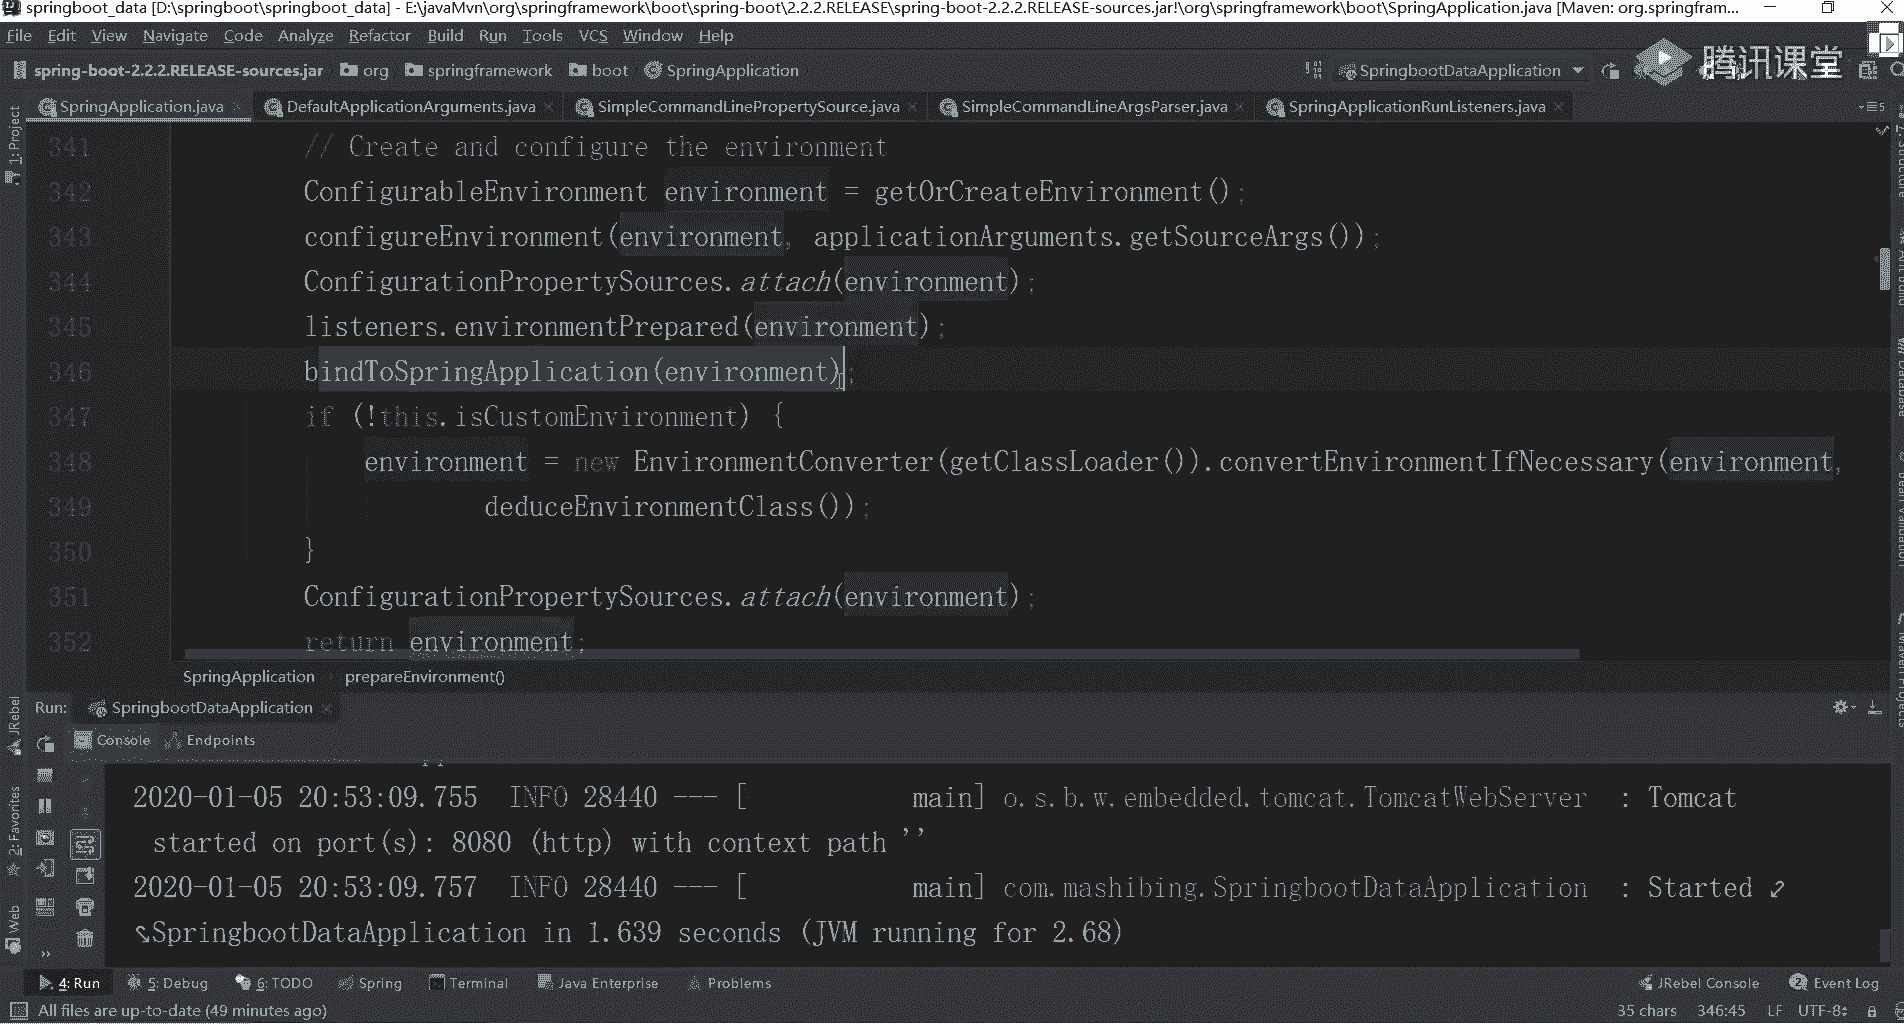 springboot_data [D:\springboot\springboot_data] - E:\javaMvn\org\springframework\boot\spring-boot\2.2.2.RELEASE\spring-boot-2.2.2.RELEASE-sources.jar!\org\springframework\boot\SpringApplication.java [Maven: org.springfram...
File Edit View Navigate Code Analyze Refactor Build Run Tools VCS Window Help
spring-boot-2.2.2.RELEASE-sources.jar org springframework boot SpringApplication SpringbootDataApplication
腾讯课堂
SpringApplication.java DefaultApplicationArguments.java SimpleCommandLinePropertySource.java SimpleCommandLineArgsParser.java SpringApplicationRunListeners.java
1: Project
341 // Create and configure the environment
342 ConfigurableEnvironment environment = getOrCreateEnvironment();
343 configureEnvironment(environment, applicationArguments.getSourceArgs());
344 ConfigurationPropertySources.attach(environment);
345 listeners.environmentPrepared(environment);
346 bindToSpringApplication(environment);
347 if (!this.isCustomEnvironment) {
348 environment = new EnvironmentConverter(getClassLoader()).convertEnvironmentIfNecessary(environment,
349 deduceEnvironmentClass());
350 }
351 ConfigurationPropertySources.attach(environment);
352 return environment;
SpringApplication prepareEnvironment()
Run: SpringbootDataApplication
Console Endpoints
JRebel
2: Favorites
Web
2020-01-05 20:53:09.755 INFO 28440 --- [ main] o.s.b.w.embedded.tomcat.TomcatWebServer : Tomcat
started on port(s): 8080 (http) with context path ''
2020-01-05 20:53:09.757 INFO 28440 --- [ main] com.mashibing.SpringbootDataApplication : Started
SpringbootDataApplication in 1.639 seconds (JVM running for 2.68)
4: Run 5: Debug 6: TODO Spring Terminal Java Enterprise Problems JRebel Console 2 Event Log
All files are up-to-date (49 minutes ago) 35 chars 346:45 LF UTF-8